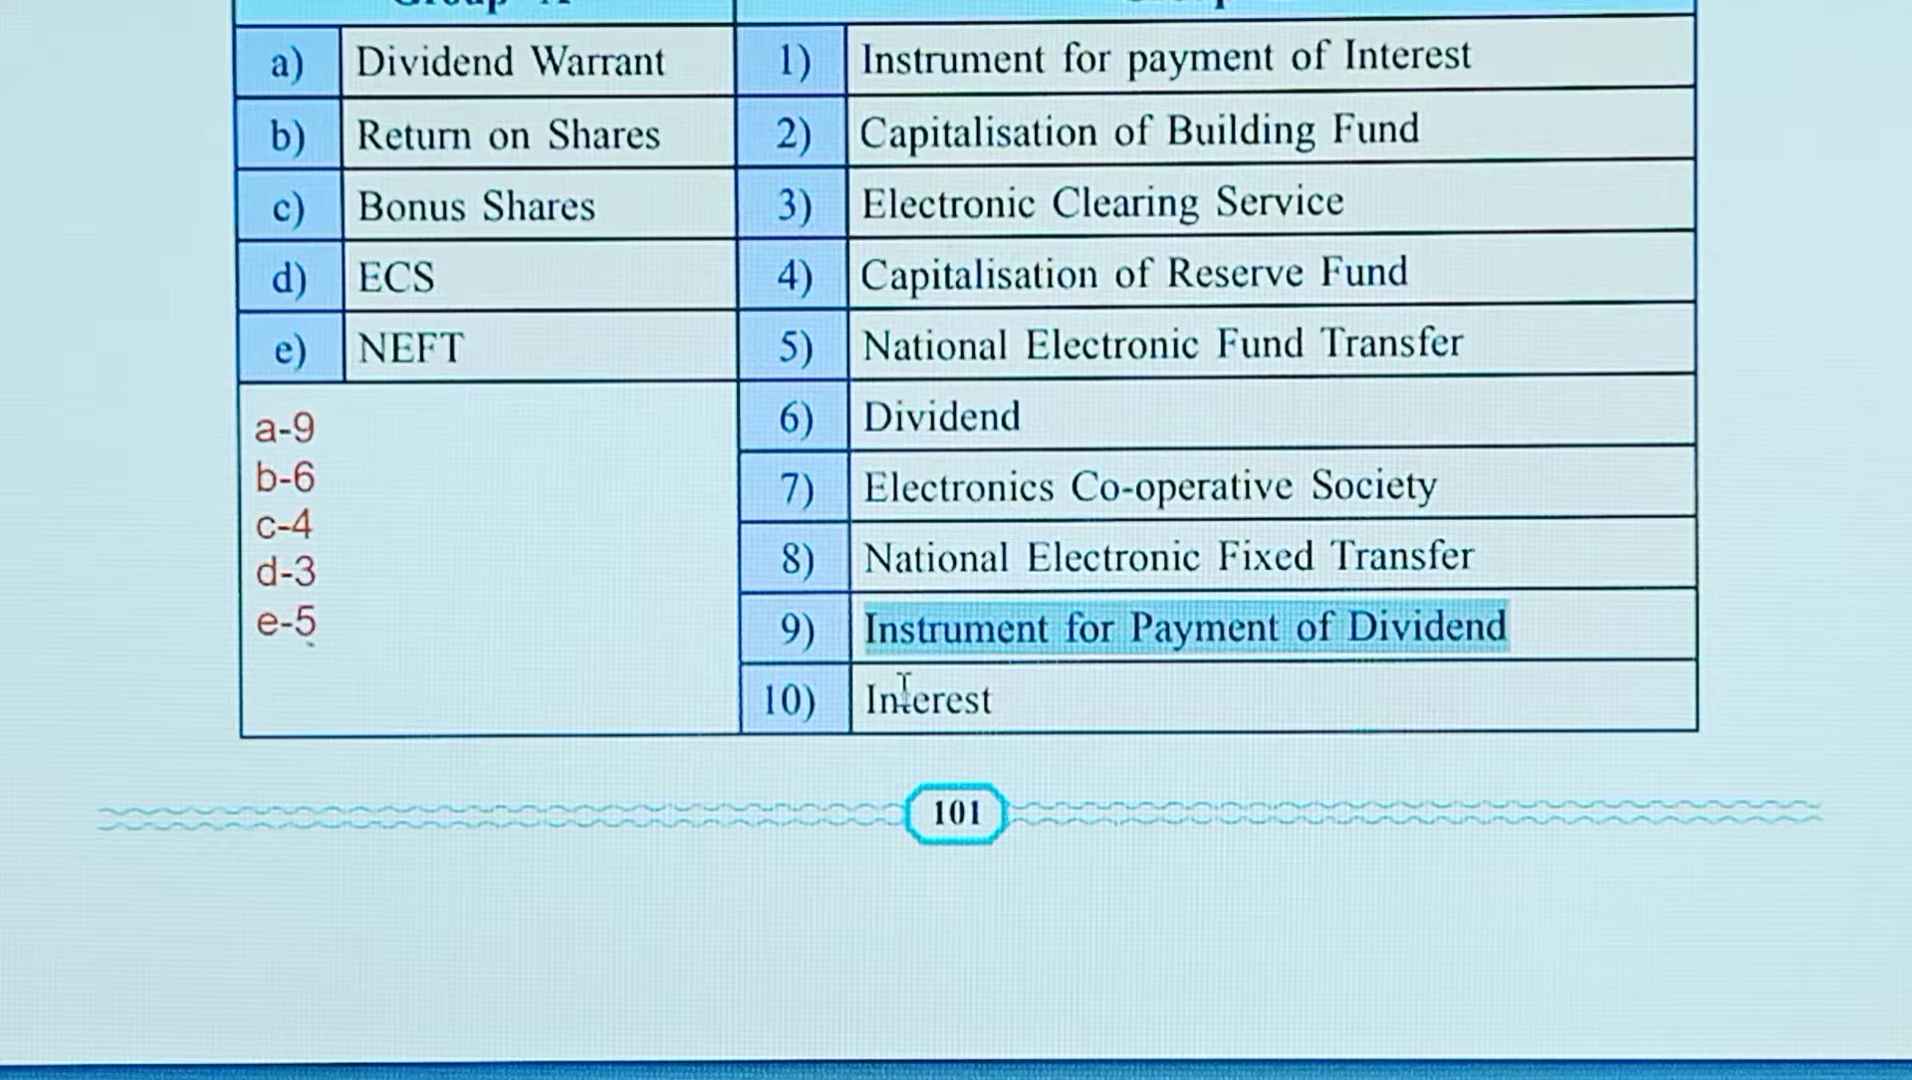 a) Dividend Warrant 1) Instrument for payment of Interest
b) Return on Shares 2) Capitalisation of Building Fund
c) Bonus Shares 3) Electronic Clearing Service
d) ECS 4) Capitalisation of Reserve Fund
e) NEFT 5) National Electronic Fund Transfer
6) Dividend
7) Electronics Co-operative Society
8) National Electronic Fixed Transfer
9) Instrument for Payment of Dividend
10) Interest
a-9
b-6
c-4
d-3
e-5
101